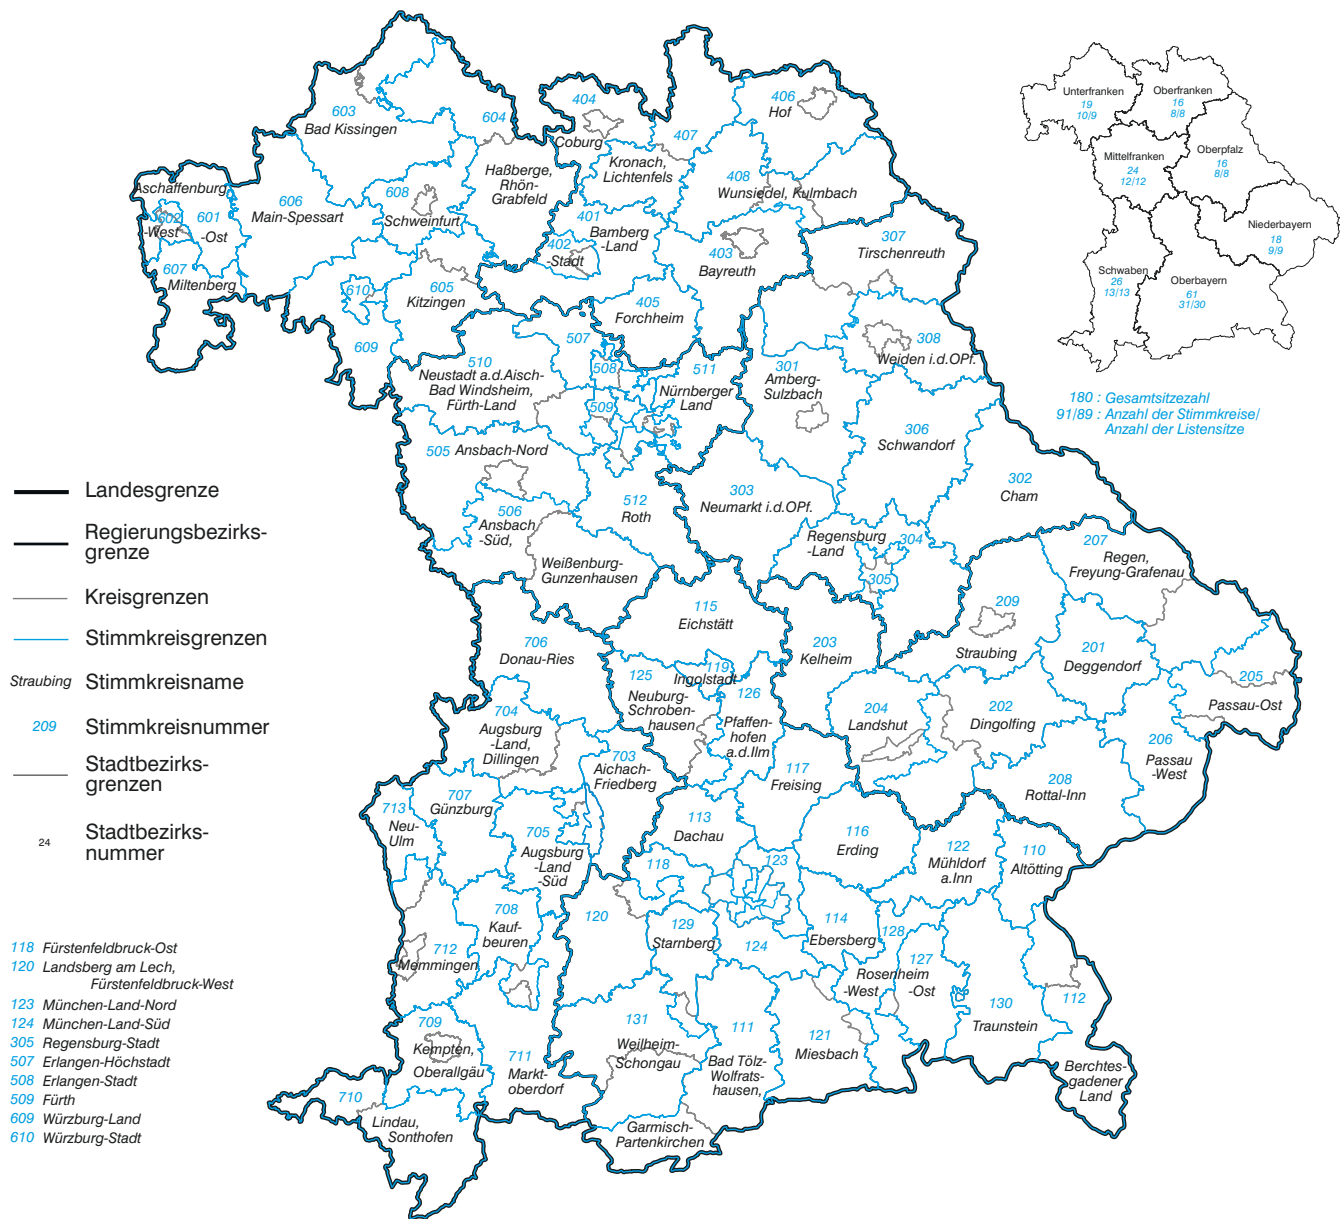 603
Bad Kissingen
604
404
Coburg
406
Hof
407
Kronach,
Lichtenfels
408
Wunsiedel, Kulmbach
Haßberge,
Rhön-
Grabfeld
Aschaffenburg
602
-West
601
-Ost
606
Main-Spessart
608
Schweinfurt
401
Bamberg
-Land
402
-Stadt
403
Bayreuth
307
Tirschenreuth
607
Miltenberg
610
605
Kitzingen
405
Forchheim
609
507
510
Neustadt a.d.Aisch-
Bad Windsheim,
Fürth-Land
508
509
511
Nürnberger
Land
301
Amberg-
Sulzbach
308
Weiden i.d.OPf.
306
Schwandorf
505 Ansbach-Nord
506
Ansbach
-Süd,
512
Roth
303
Neumarkt i.d.OPf.
302
Cham
Weißenburg-
Gunzenhausen
Regensburg
-Land
304
305
207
Regen,
Freyung-Grafenau
115
Eichstätt
209
Straubing
706
Donau-Ries
203
Kelheim
201
Deggendorf
119
Ingolstadt
125
Neuburg-
Schroben-
hausen
126
Pfaffen-
hofen
a.d.Ilm
205
Passau-Ost
204
Landshut
202
Dingolfing
704
Augsburg
-Land,
Dillingen
703
Aichach-
Friedberg
206
Passau
-West
117
Freising
208
Rottal-Inn
713
Neu-
Ulm
707
Günzburg
705
Augsburg
-Land
-Süd
113
Dachau
116
Erding
122
Mühldorf
a.Inn
110
Altötting
118
123
120
708
Kauf-
beuren
129
Starnberg
124
114
Ebersberg
128
127
Rosenheim
-West
-Ost
712
Memmingen
130
Traunstein
112
709
Kempten,
Oberallgäu
711
Markt-
oberdorf
131
Weilheim-
Schongau
111
Bad Tölz-
Wolfrats-
hausen,
121
Miesbach
Berchtes-
gadener
Land
710
Lindau,
Sonthofen
Garmisch-
Partenkirchen
Unterfranken
19
10/9
Oberfranken
16
8/8
Mittelfranken
24
12/12
Oberpfalz
16
8/8
Niederbayern
18
9/9
Schwaben
26
13/13
Oberbayern
61
31/30
180 : Gesamtsitzezahl
91/89 : Anzahl der Stimmkreise/
Anzahl der Listensitze
Landesgrenze
Regierungsbezirks-
grenze
Kreisgrenzen
Stimmkreisgrenzen
Straubing Stimmkreisname
209 Stimmkreisnummer
Stadtbezirks-
grenzen
24 Stadtbezirks-
nummer
118 Fürstenfeldbruck-Ost
120 Landsberg am Lech,
Fürstenfeldbruck-West
123 München-Land-Nord
124 München-Land-Süd
305 Regensburg-Stadt
507 Erlangen-Höchstadt
508 Erlangen-Stadt
509 Fürth
609 Würzburg-Land
610 Würzburg-Stadt